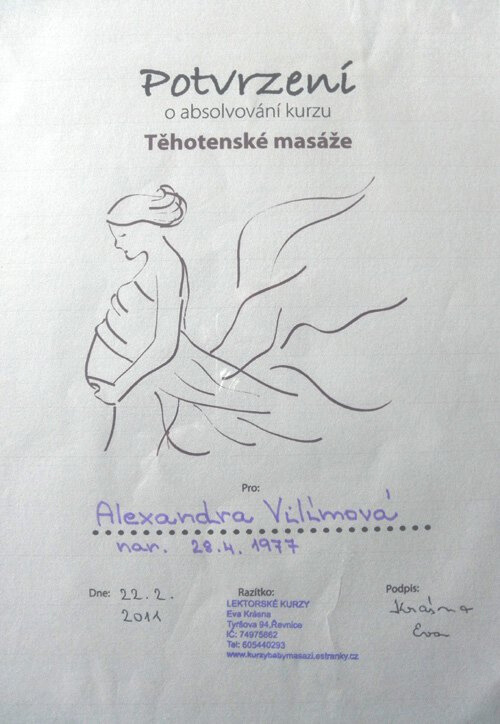 Potvrzení
o absolvování kurzu
Těhotenské masáže
Pro:
Alexandra Vilímová
nar. 28.4. 1977
Dne: 22.2.
2011
Razítko:
LEKTORSKÉ KURZY
Eva Krásna
Tyršova 94,Řevnice
IČ: 74975862
Tel: 605440293
www.kurzybabymasazi.estranky.cz
Podpis:
Krásna
Eva